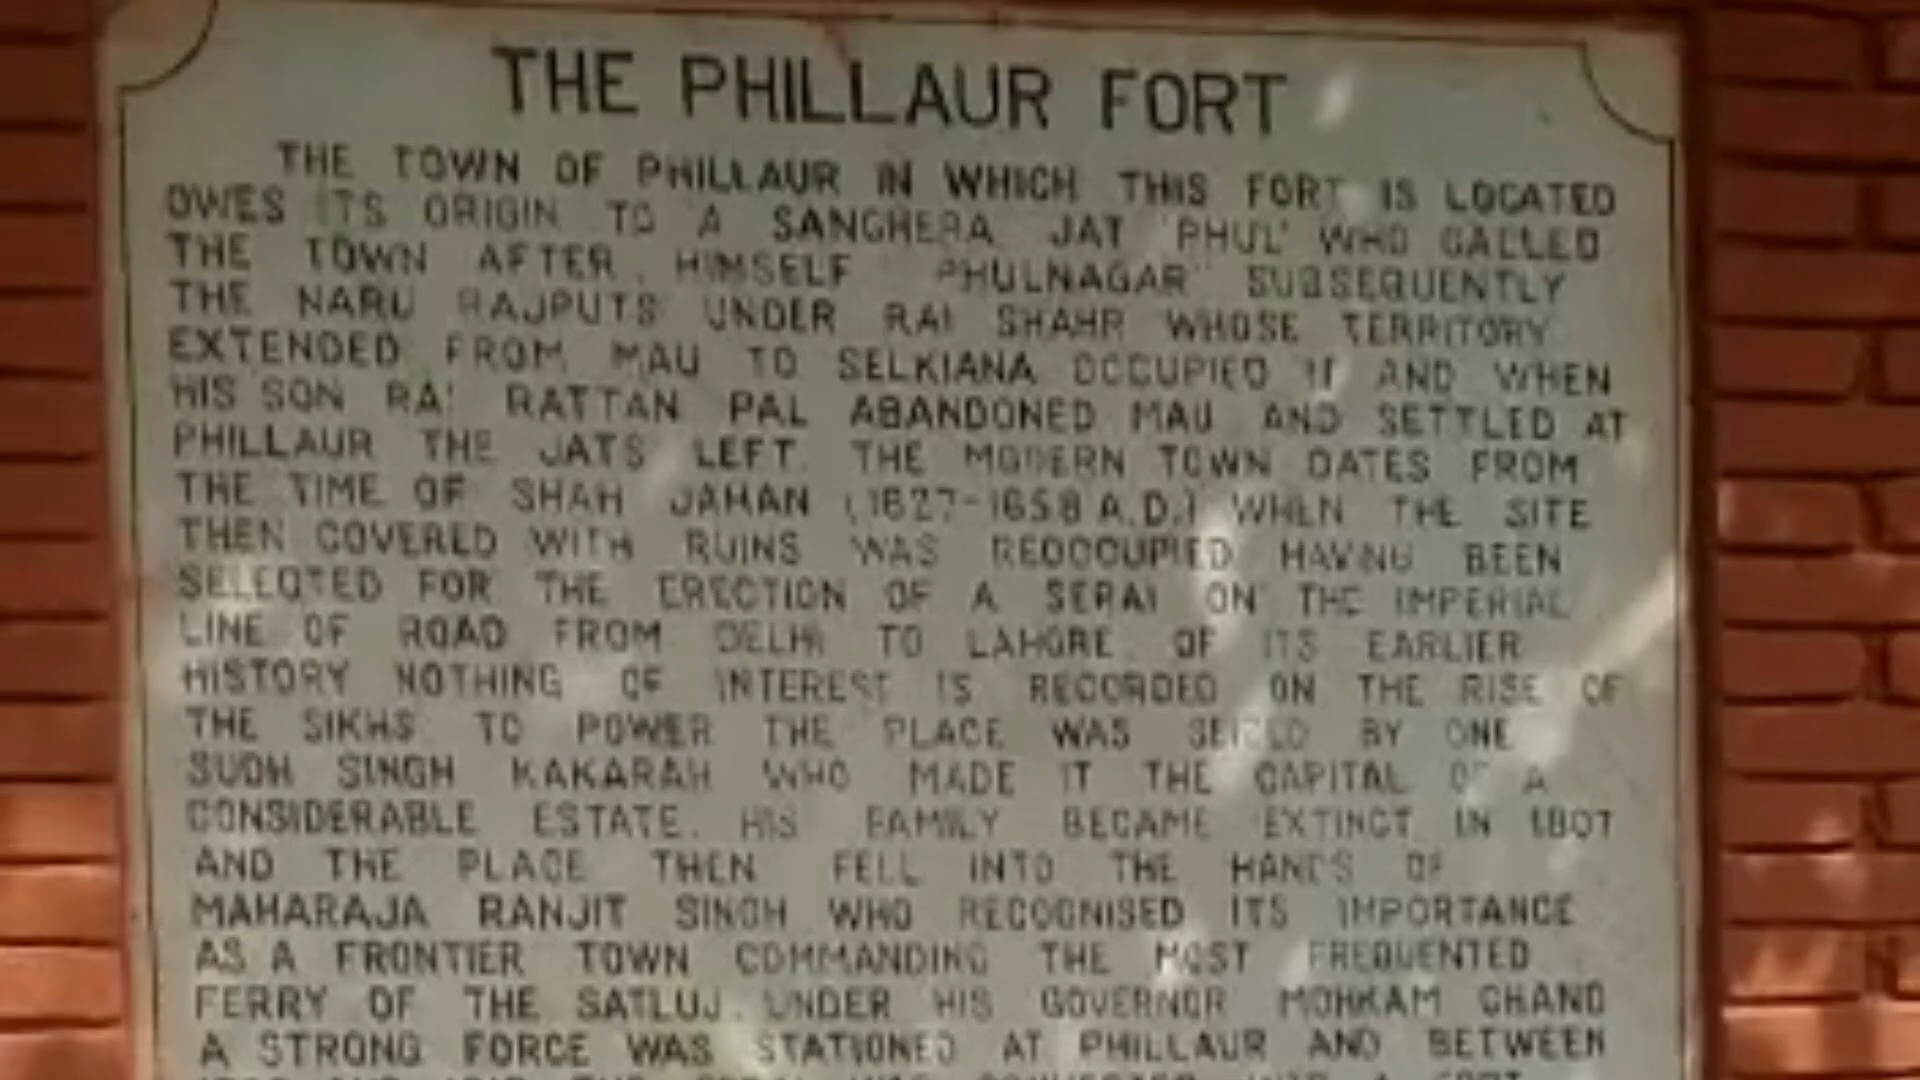 THE PHILLAUR FORT
THE TOWN OF PHILLAUR IN WHICH THIS FORT IS LOCATED
OWES ITS ORIGIN TO A SANGHERA JAT 'PHUL' WHO CALLED
THE TOWN AFTER HIMSELF "PHULNAGAR" SUBSEQUENTLY
THE NARU RAJPUTS UNDER RAI SHAHR WHOSE TERRITORY
EXTENDED FROM MAU TO SELKIANA OCCUPIED IT AND WHEN
HIS SON RAI RATTAN PAL ABANDONED MAU AND SETTLED AT
PHILLAUR THE JATS LEFT. THE MODERN TOWN DATES FROM
THE TIME OF SHAH JAHAN (1627-1658 A.D.) WHEN THE SITE
THEN COVERED WITH RUINS WAS REOCCUPIED HAVING BEEN
SELECTED FOR THE ERECTION OF A SERAI ON THE IMPERIAL
LINE OF ROAD FROM DELHI TO LAHORE OF ITS EARLIER
HISTORY NOTHING OF INTEREST IS RECORDED ON THE RISE OF
THE SIKHS TO POWER THE PLACE WAS SEIZED BY ONE
SUDH SINGH KAKARAH WHO MADE IT THE CAPITAL OF A
CONSIDERABLE ESTATE. HIS FAMILY BECAME EXTINCT IN 1807
AND THE PLACE THEN FELL INTO THE HANDS OF
MAHARAJA RANJIT SINGH WHO RECOGNISED ITS IMPORTANCE
AS A FRONTIER TOWN COMMANDING THE MOST FREQUENTED
FERRY OF THE SATLUJ. UNDER HIS GOVERNOR MOHKAM CHAND
A STRONG FORCE WAS STATIONED AT PHILLAUR AND BETWEEN